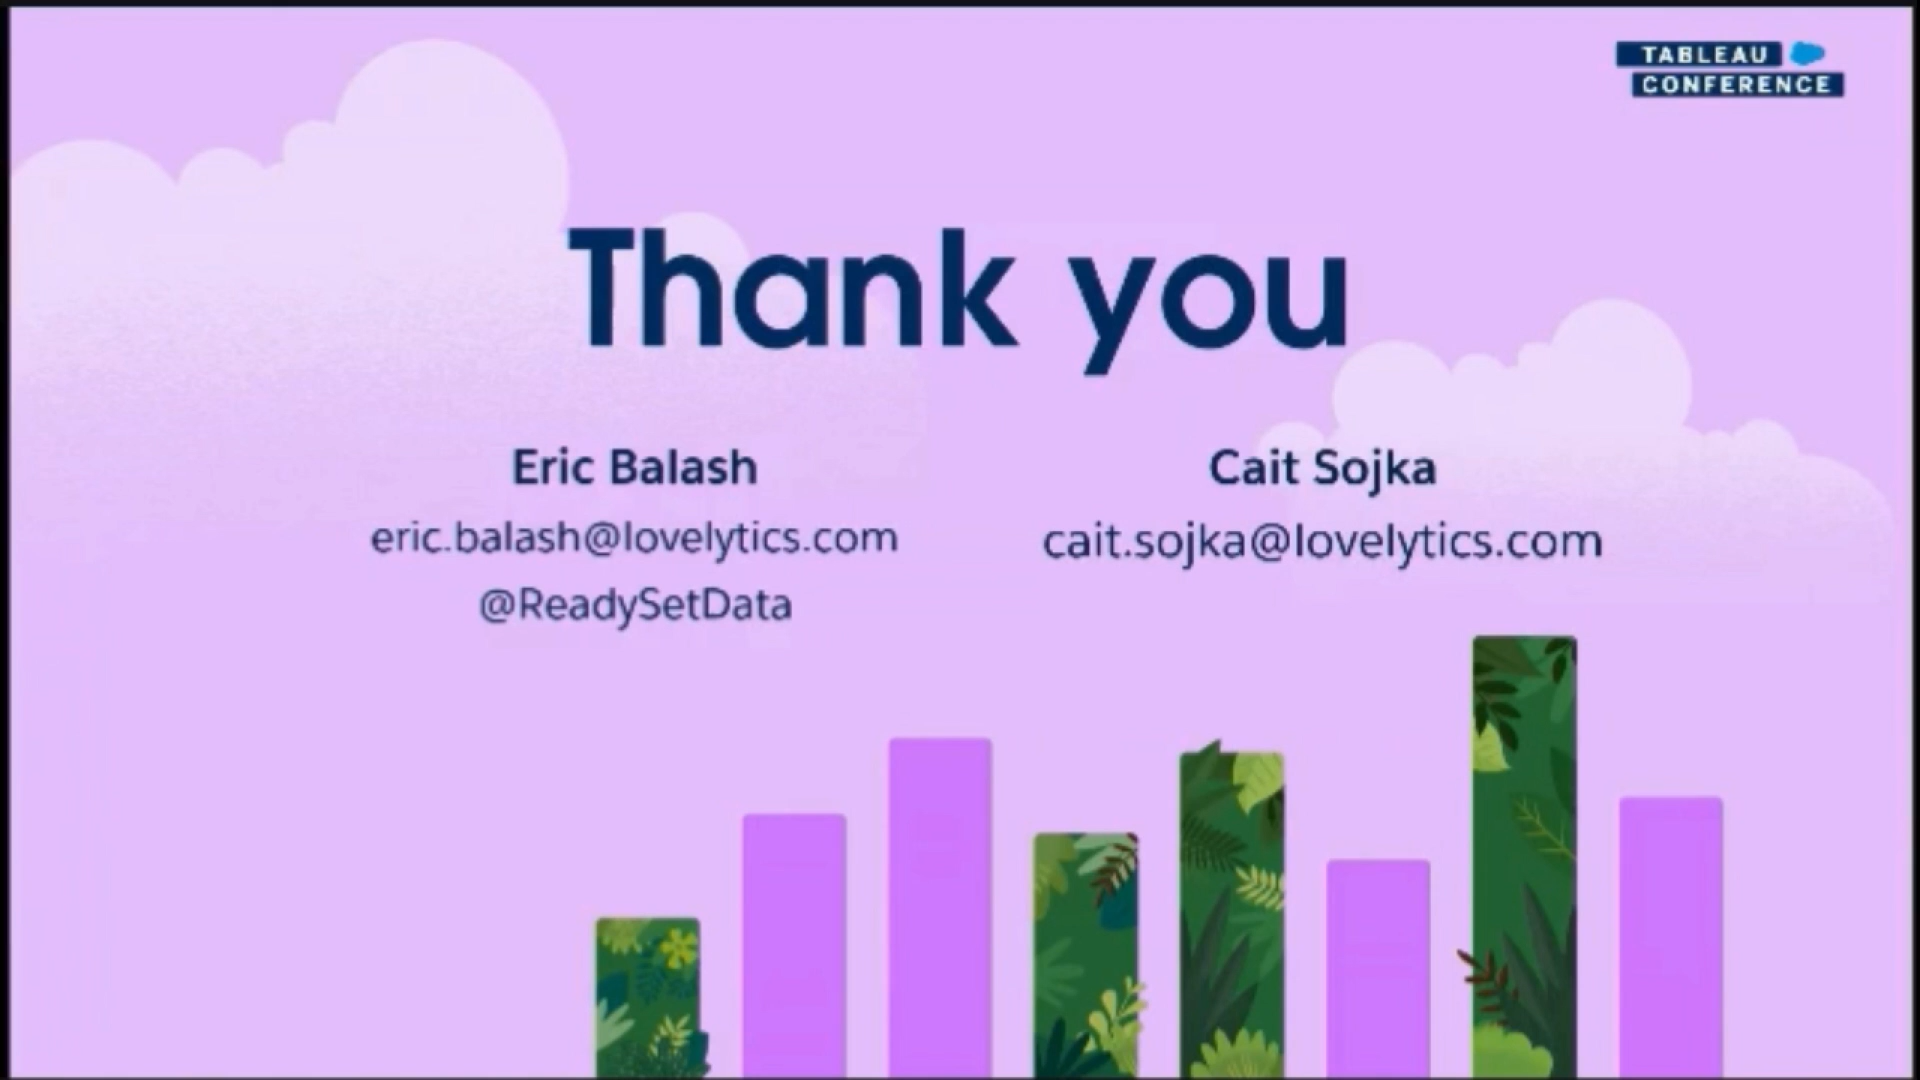 TABLEAU
CONFERENCE
Thank you
Eric Balash
eric.balash@lovelytics.com
@ReadySetData
Cait Sojka
cait.sojka@lovelytics.com